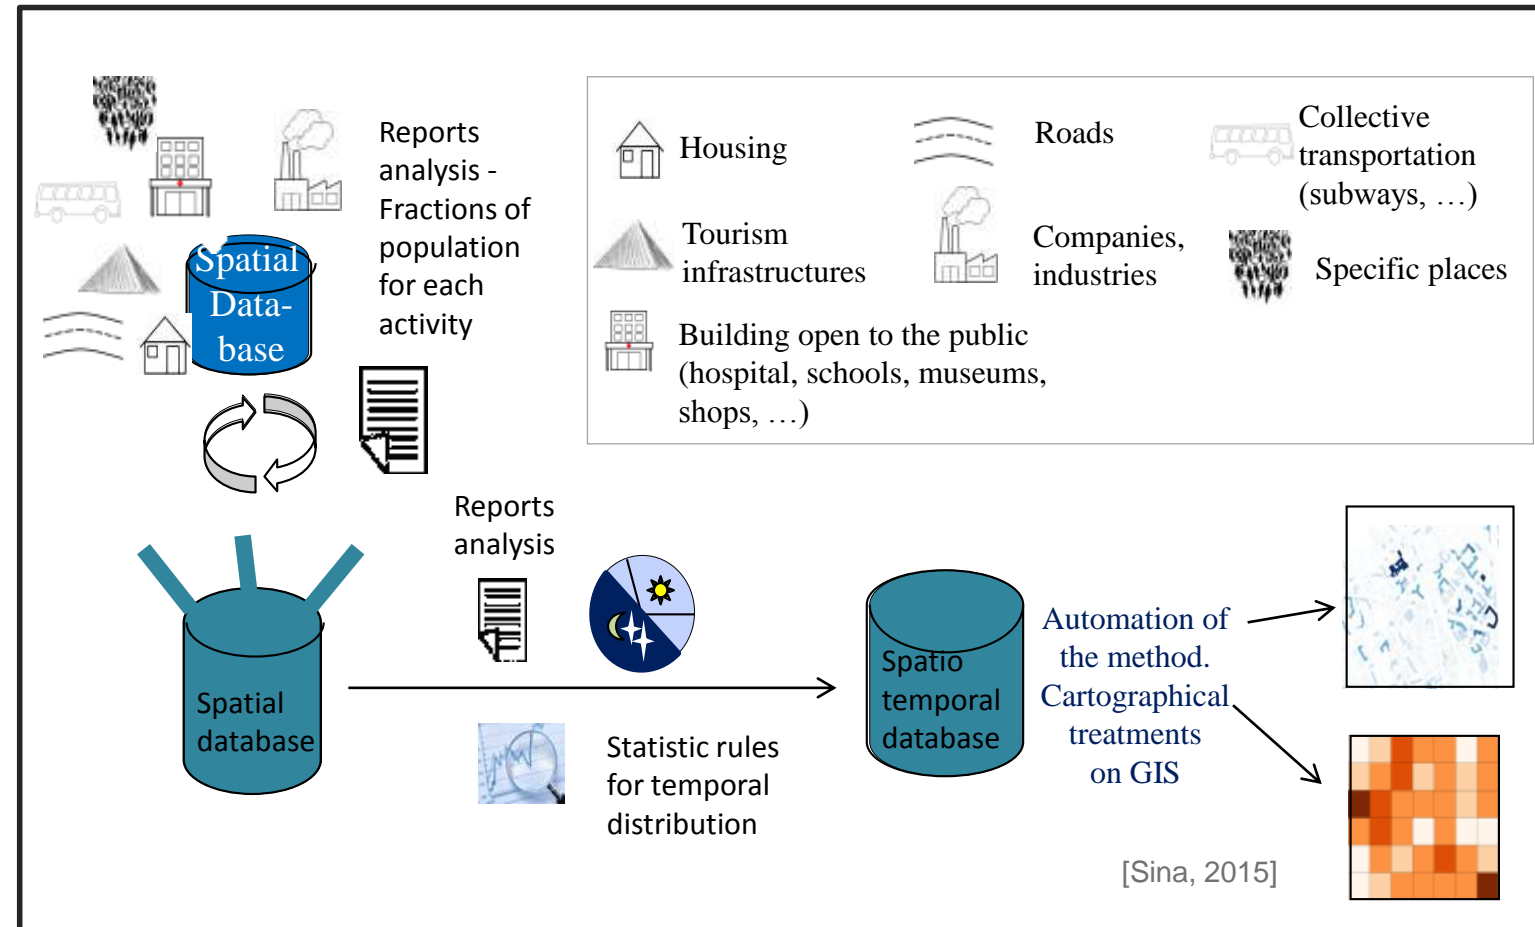 Reports
analysis -
Fractions of
population
for each
activity
Spatial
Data-
base
Housing
Roads
Collective
transportation
(subways, …)
Tourism
infrastructures
Companies,
industries
Specific places
Building open to the public
(hospital, schools, museums,
shops, …)
Reports
analysis
Spatial
database
Statistic rules
for temporal
distribution
Spatio
temporal
database
Automation of
the method.
Cartographical
treatments
on GIS
[Sina, 2015]